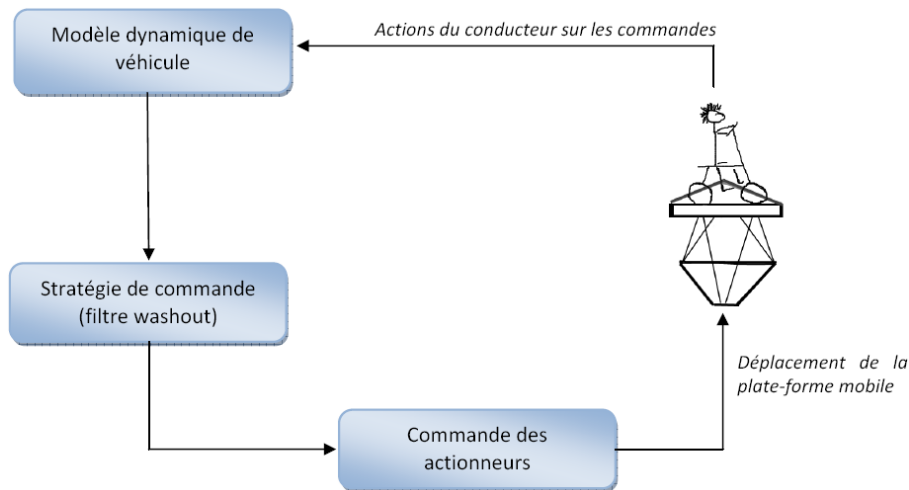 Modèle dynamique de
véhicule
Actions du conducteur sur les commandes
Stratégie de commande
(filtre washout)
Déplacement de la
plate-forme mobile
Commande des
actionneurs